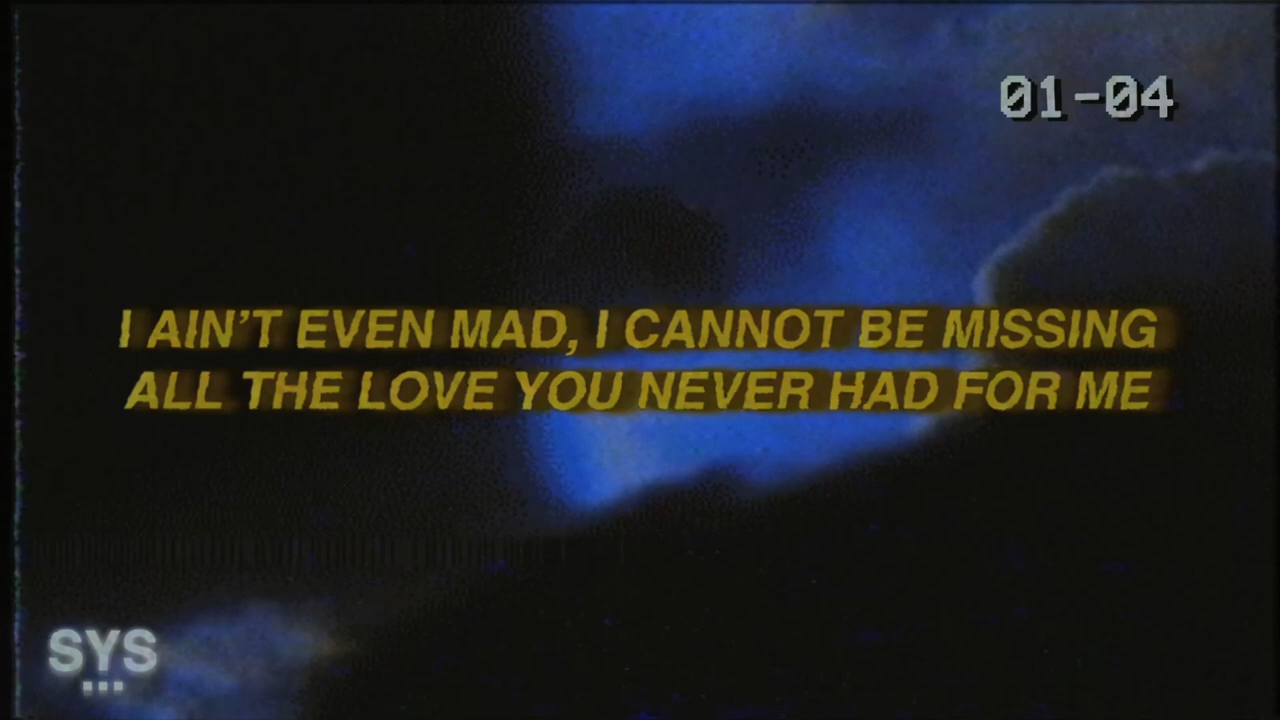 01-04
I AIN’T EVEN MAD, I CANNOT BE MISSING
ALL THE LOVE YOU NEVER HAD FOR ME
SYS